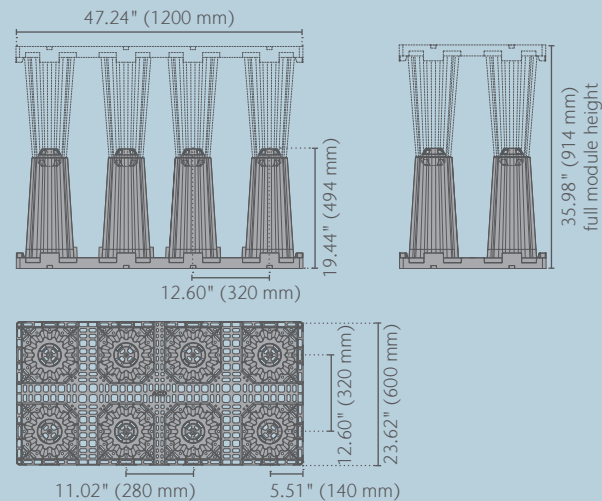 47.24" (1200 mm)
19.44" (494 mm)
12.60" (320 mm)
35.98" (914 mm)
full module height
12.60" (320 mm)
23.62" (600 mm)
11.02" (280 mm)
5.51" (140 mm)